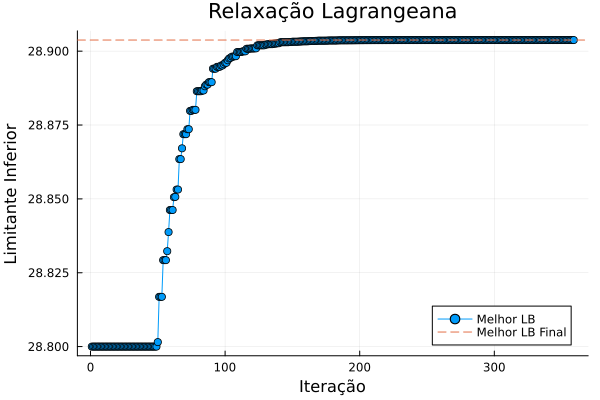 Relaxação Lagrangeana
Limitante Inferior
28.900
28.875
28.850
28.825
28.800
0 100 200 300
Iteração
Melhor LB
Melhor LB Final